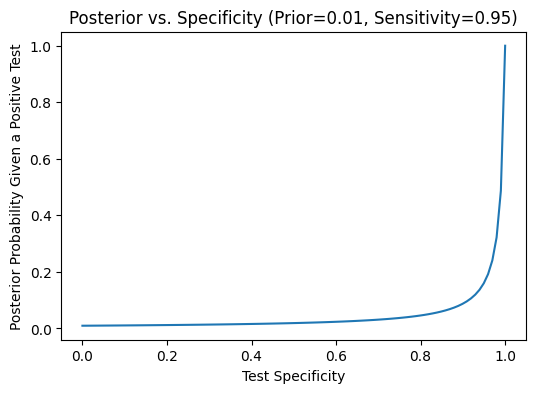 Posterior vs. Specificity (Prior=0.01, Sensitivity=0.95)
Posterior Probability Given a Positive Test
1.0
0.8
0.6
0.4
0.2
0.0
0.0 0.2 0.4 0.6 0.8 1.0
Test Specificity